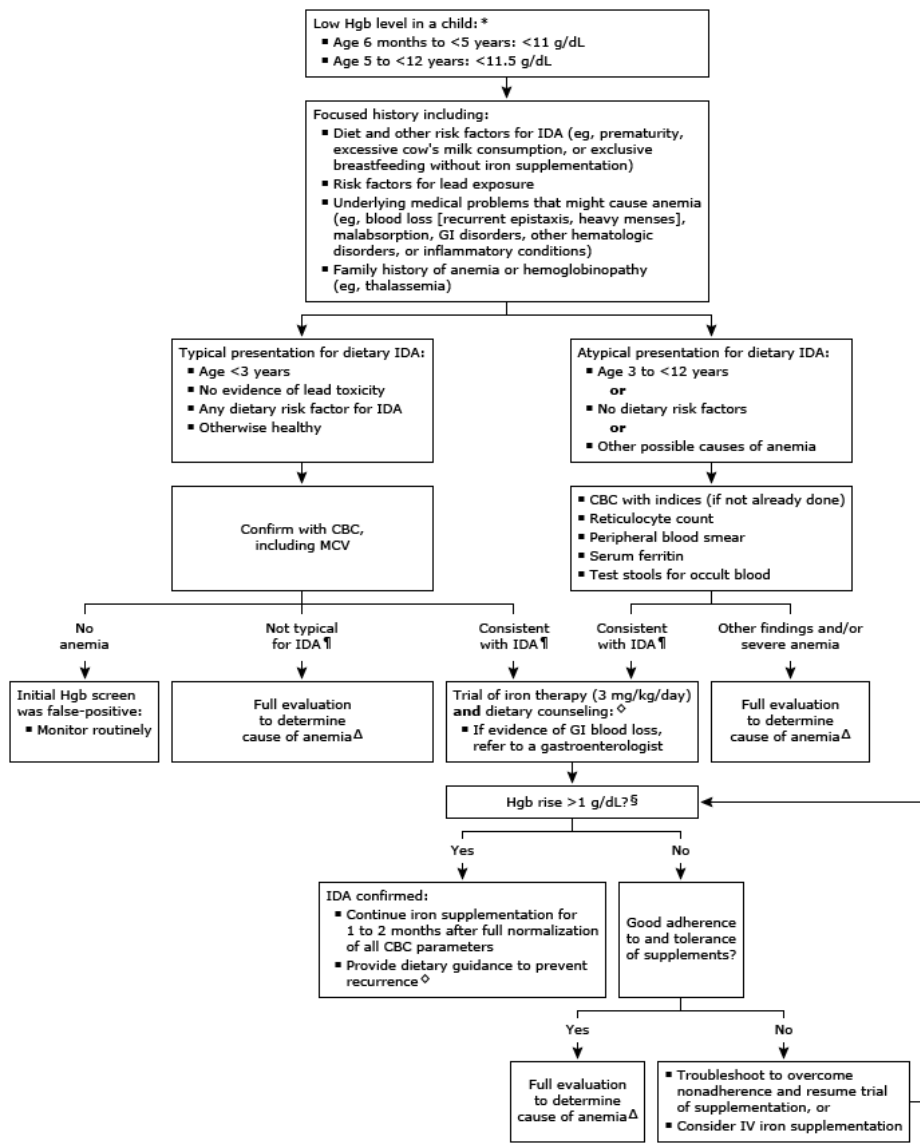 Low Hgb level in a child:*
▪ Age 6 months to <5 years: <11 g/dL
▪ Age 5 to <12 years: <11.5 g/dL
Focused history including:
▪ Diet and other risk factors for IDA (eg, prematurity,
excessive cow's milk consumption, or exclusive
breastfeeding without iron supplementation)
▪ Risk factors for lead exposure
▪ Underlying medical problems that might cause anemia
(eg, blood loss [recurrent epistaxis, heavy menses],
malabsorption, GI disorders, other hematologic
disorders, or inflammatory conditions)
▪ Family history of anemia or hemoglobinopathy
(eg, thalassemia)
Typical presentation for dietary IDA:
▪ Age <3 years
▪ No evidence of lead toxicity
▪ Any dietary risk factor for IDA
▪ Otherwise healthy
Atypical presentation for dietary IDA:
▪ Age 3 to <12 years
or
▪ No dietary risk factors
or
▪ Other possible causes of anemia
Confirm with CBC,
including MCV
▪ CBC with indices (if not already done)
▪ Reticulocyte count
▪ Peripheral blood smear
▪ Serum ferritin
▪ Test stools for occult blood
No
anemia
Not typical
for IDA¶
Consistent
with IDA¶
Consistent
with IDA¶
Other findings and/or
severe anemia
Initial Hgb screen
was false-positive:
▪ Monitor routinely
Full evaluation
to determine
cause of anemiaΔ
Trial of iron therapy (3 mg/kg/day)
and dietary counseling:◇
▪ If evidence of GI blood loss,
refer to a gastroenterologist
Full evaluation
to determine
cause of anemiaΔ
Hgb rise >1 g/dL?§
Yes
No
IDA confirmed:
▪ Continue iron supplementation for
1 to 2 months after full normalization
of all CBC parameters
▪ Provide dietary guidance to prevent
recurrence◇
Good adherence
to and tolerance
of supplements?
Yes
No
Full evaluation
to determine
cause of anemiaΔ
▪ Troubleshoot to overcome
nonadherence and resume trial
of supplementation, or
▪ Consider IV iron supplementation